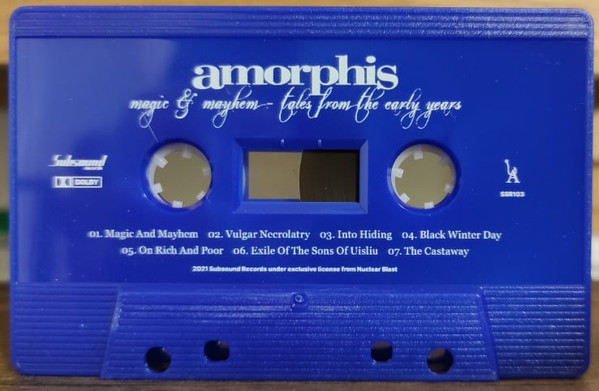 amorphis
magic & mayhem - tales from the early years
Subsound
records
DOLBY
A
SSR103
01. Magic And Mayhem 02. Vulgar Necrolatry 03. Into Hiding 04. Black Winter Day
05. On Rich And Poor 06. Exile Of The Sons Of Uisliu 07. The Castaway
2021 Subsound Records under exclusive license from Nuclear Blast